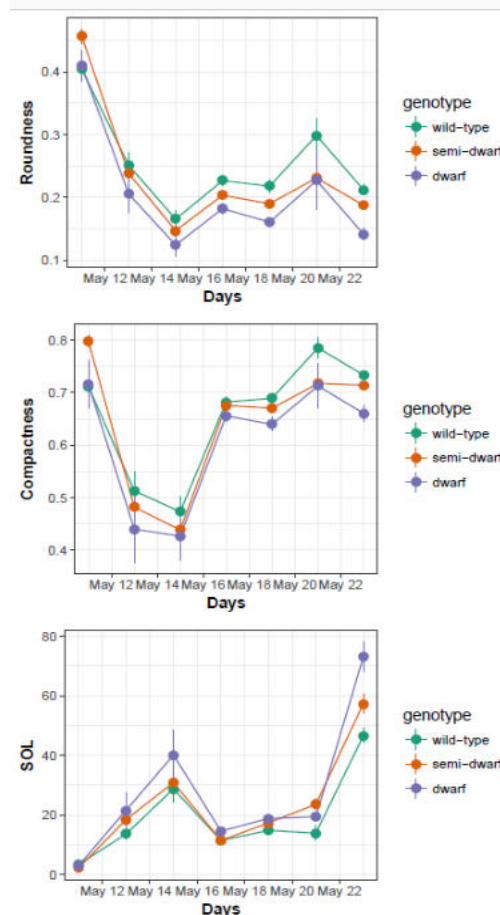 Roundness
0.4
0.3
0.2
0.1
May 12 May 14 May 16 May 18 May 20 May 22
Days
genotype
wild-type
semi-dwarf
dwarf
Compactness
0.8
0.7
0.6
0.5
0.4
May 12 May 14 May 16 May 18 May 20 May 22
Days
genotype
wild-type
semi-dwarf
dwarf
SOL
80
60
40
20
0
May 12 May 14 May 16 May 18 May 20 May 22
Days
genotype
wild-type
semi-dwarf
dwarf